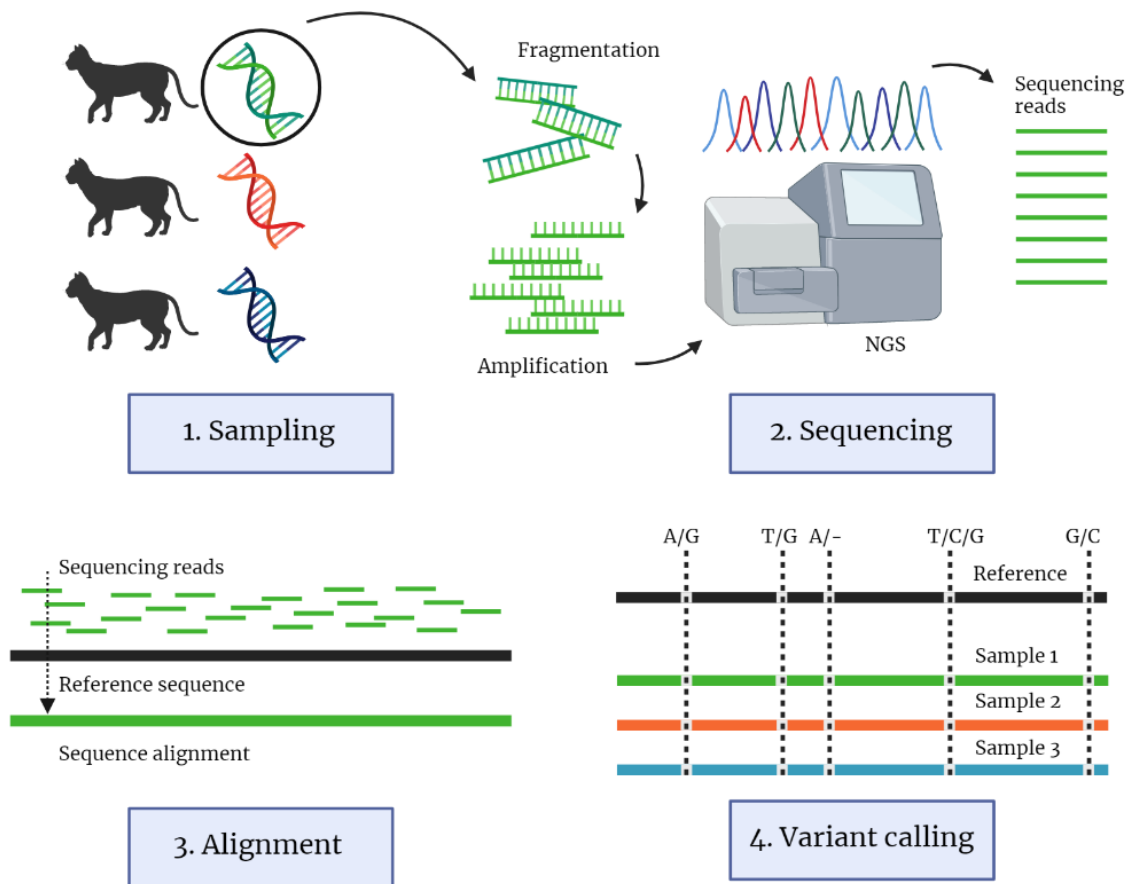 Fragmentation
Sequencing
reads
Amplification
NGS
1. Sampling
2. Sequencing
Sequencing reads
Reference sequence
Sequence alignment
3. Alignment
A/G T/G A/- T/C/G G/C
Reference
Sample 1
Sample 2
Sample 3
4. Variant calling